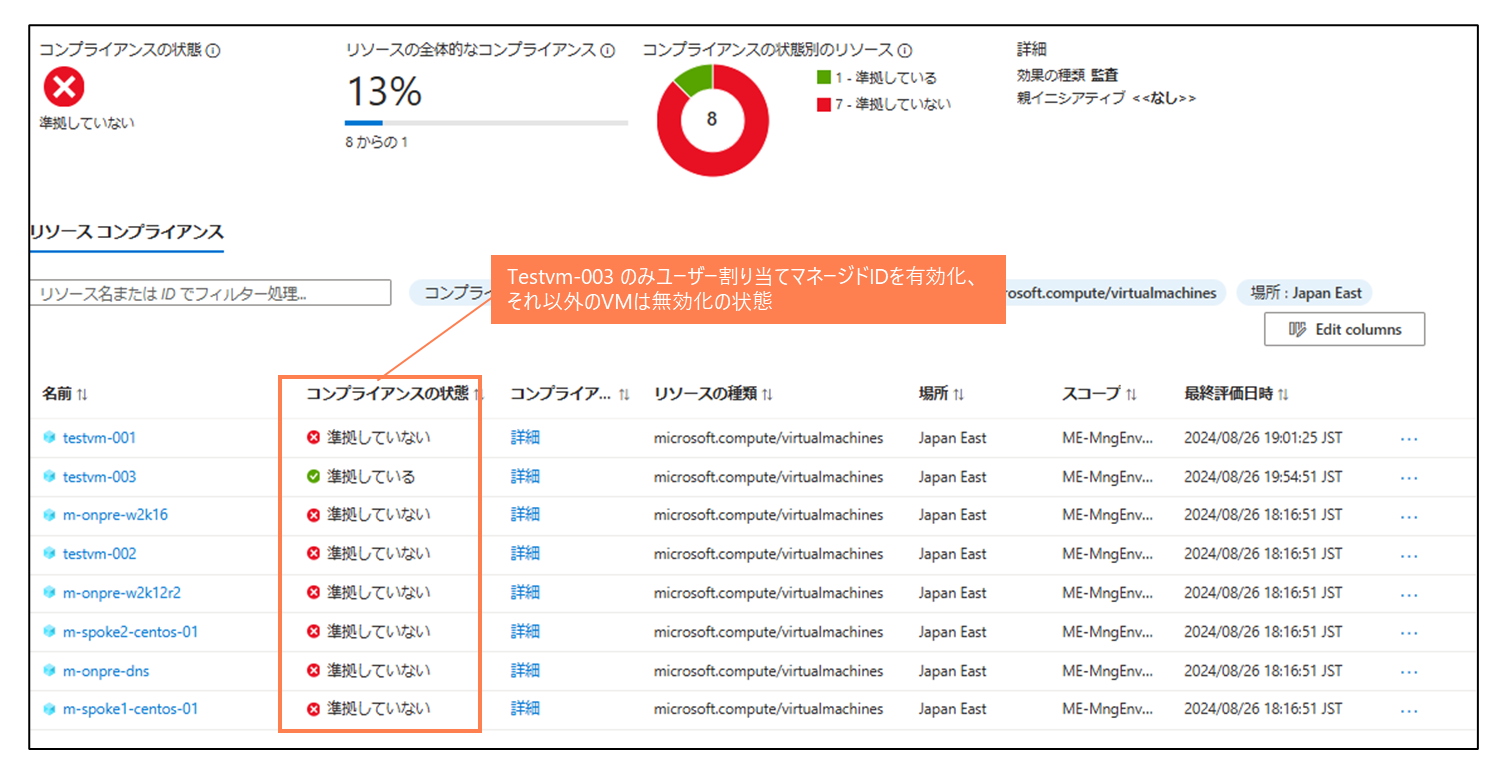 コンプライアンスの状態
準拠していない
リソースの全体的なコンプライアンス
13%
8 からの 1
コンプライアンスの状態別のリソース
8
1 - 準拠している
7 - 準拠していない
詳細
効果の種類 監査
親イニシアティブ <<なし>>
リソース コンプライアンス
Testvm-003 のみユーザー割り当てマネージドIDを有効化、
それ以外のVMは無効化の状態
リソース名または ID でフィルター処理...
コンプライ
rosoft.compute/virtualmachines
場所 : Japan East
Edit columns
名前 コンプライアンスの状態 コンプライア... リソースの種類 場所 スコープ 最終評価日時
testvm-001 準拠していない 詳細 microsoft.compute/virtualmachines Japan East ME-MngEnv... 2024/08/26 19:01:25 JST ...
testvm-003 準拠している 詳細 microsoft.compute/virtualmachines Japan East ME-MngEnv... 2024/08/26 19:54:51 JST ...
m-onpre-w2k16 準拠していない 詳細 microsoft.compute/virtualmachines Japan East ME-MngEnv... 2024/08/26 18:16:51 JST ...
testvm-002 準拠していない 詳細 microsoft.compute/virtualmachines Japan East ME-MngEnv... 2024/08/26 18:16:51 JST ...
m-onpre-w2k12r2 準拠していない 詳細 microsoft.compute/virtualmachines Japan East ME-MngEnv... 2024/08/26 18:16:51 JST ...
m-spoke2-centos-01 準拠していない 詳細 microsoft.compute/virtualmachines Japan East ME-MngEnv... 2024/08/26 18:16:51 JST ...
m-onpre-dns 準拠していない 詳細 microsoft.compute/virtualmachines Japan East ME-MngEnv... 2024/08/26 18:16:51 JST ...
m-spoke1-centos-01 準拠していない 詳細 microsoft.compute/virtualmachines Japan East ME-MngEnv... 2024/08/26 18:16:51 JST ...